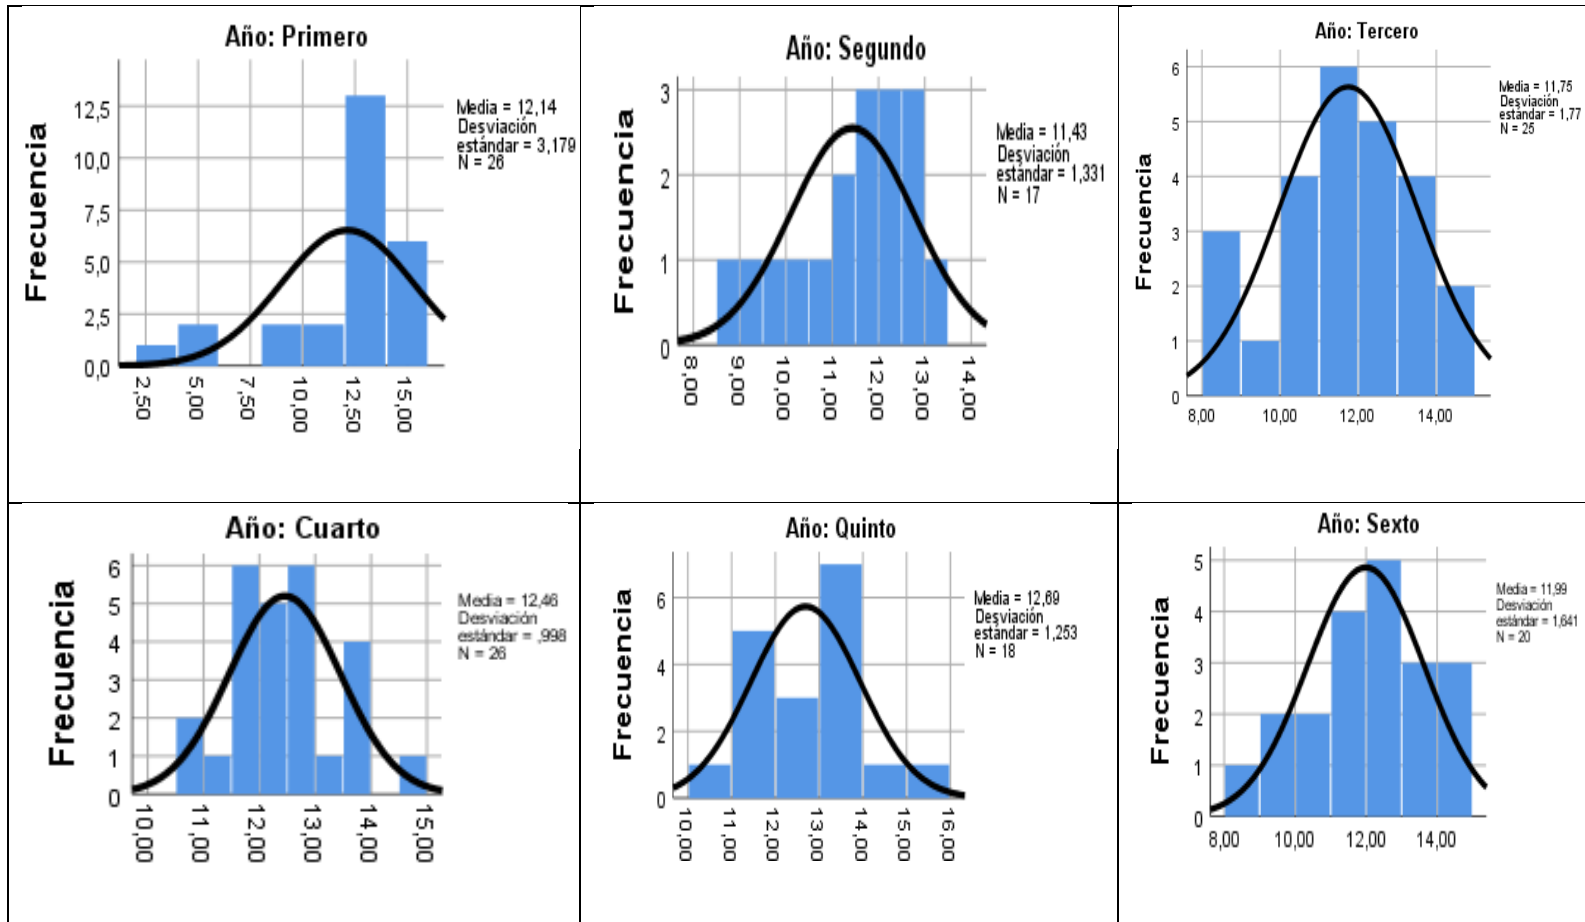 Año: Primero
Frecuencia
12,5
10,0
7,5
5,0
2,5
0,0
2,50
5,00
7,50
10,00
12,50
15,00
Media = 12,14
Desviación
estándar = 3,179
N = 26
Año: Segundo
Frecuencia
3
2
1
0
8,00
9,00
10,00
11,00
12,00
13,00
14,00
Media = 11,43
Desviación
estándar = 1,331
N = 17
Año: Tercero
Frecuencia
6
5
4
3
2
1
0
8,00
10,00
12,00
14,00
Media = 11,75
Desviación
estándar = 1,77
N = 25
Año: Cuarto
Frecuencia
6
5
4
3
2
1
0
10,00
11,00
12,00
13,00
14,00
15,00
Media = 12,46
Desviación
estándar = ,998
N = 26
Año: Quinto
Frecuencia
6
4
2
0
10,00
11,00
12,00
13,00
14,00
15,00
16,00
Media = 12,69
Desviación
estándar = 1,253
N = 18
Año: Sexto
Frecuencia
5
4
3
2
1
0
8,00
10,00
12,00
14,00
Media = 11,99
Desviación
estándar = 1,641
N = 20